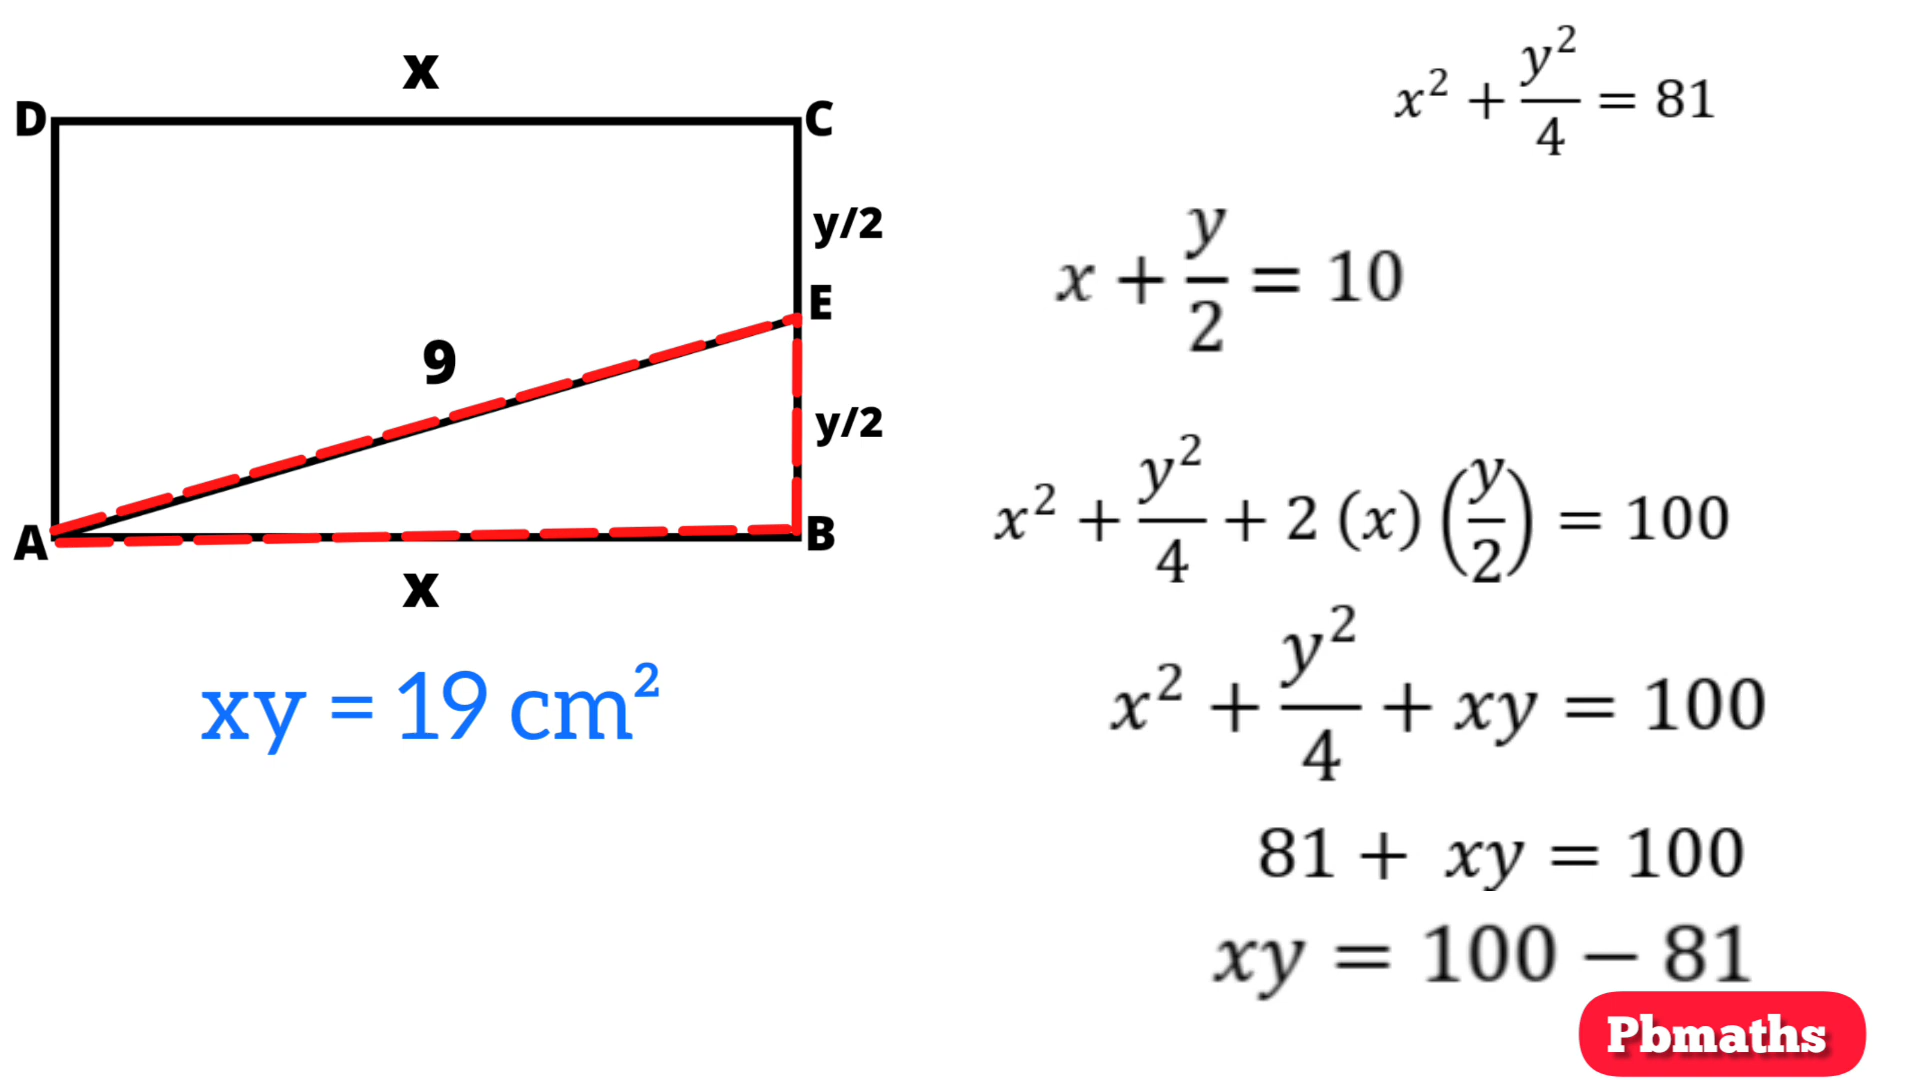 x
D
C
y/2
E
9
y/2
A
B
x
xy = 19 cm²
x² + y²/4 = 81
x + y/2 = 10
x² + y²/4 + 2 (x) (y/2) = 100
x² + y²/4 + xy = 100
81 + xy = 100
xy = 100 − 81
Pbmaths